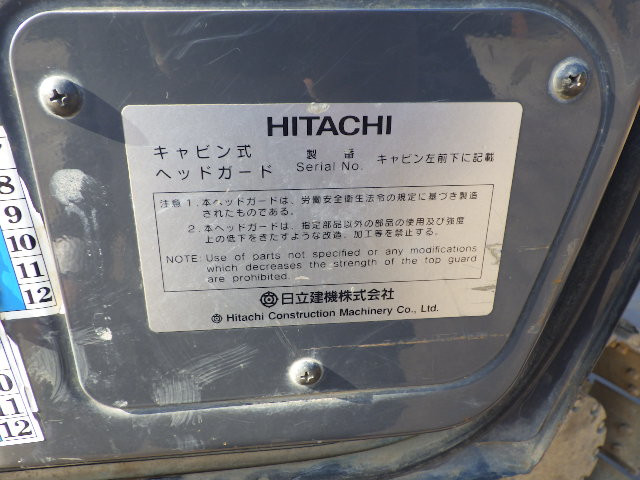 HITACHI
キャビン式
ヘッドガード
製番
Serial No.
キャビン左前下に記載
注意 1. 本ヘッドガードは、労働安全衛生法令の規定に基づき製造
されたものである。
2. 本ヘッドガードは、指定部品以外の部品の使用及び強度
上の低下をきたすような改造、加工等を禁止する。
NOTE: Use of parts not specified or any modifications
which decreases the strength of the top guard
are prohibited.
日立建機株式会社
Hitachi Construction Machinery Co., Ltd.
8
9
10
11
12
11
12